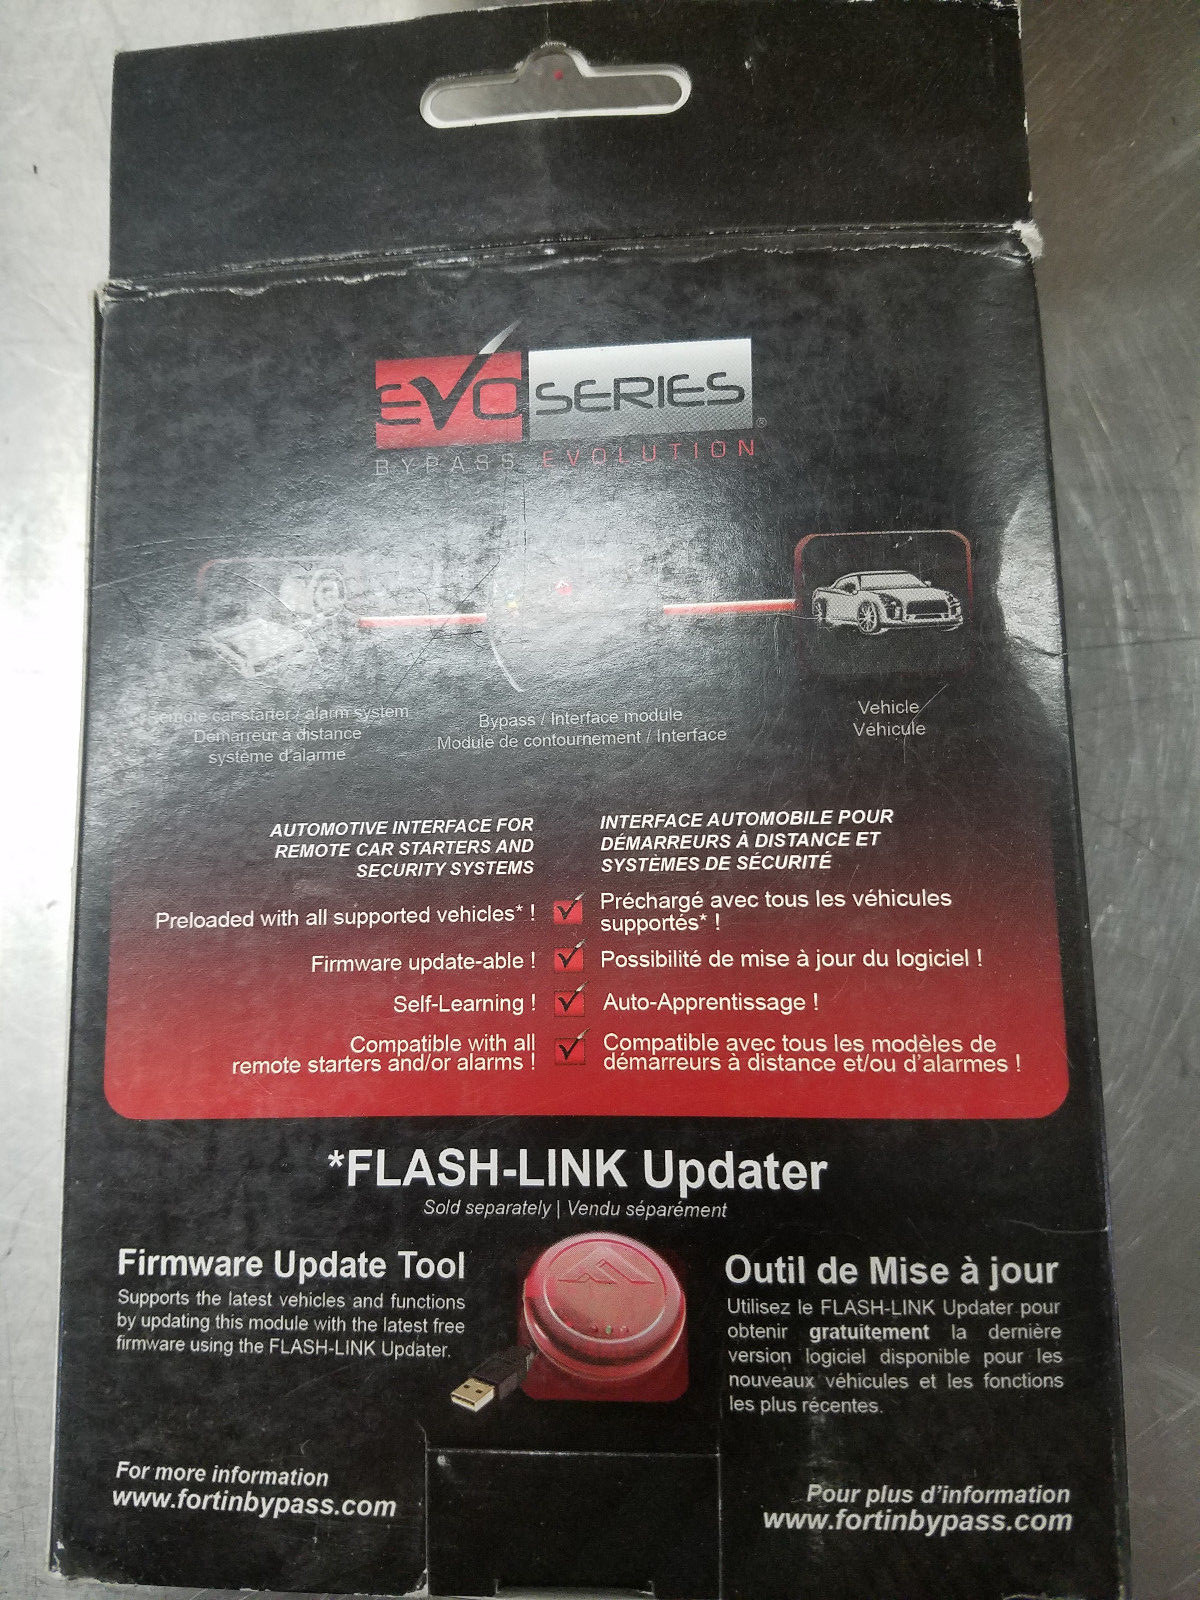 EVO SERIES ®
BYPASS EVOLUTION
Remote car starter / alarm system
Démarreur à distance
système d'alarme
Bypass / Interface module
Module de contournement / Interface
Vehicle
Véhicule
AUTOMOTIVE INTERFACE FOR
REMOTE CAR STARTERS AND
SECURITY SYSTEMS
Preloaded with all supported vehicles* !
Firmware update-able !
Self-Learning !
Compatible with all
remote starters and/or alarms !
INTERFACE AUTOMOBILE POUR
DÉMARREURS À DISTANCE ET
SYSTÈMES DE SÉCURITÉ
Préchargé avec tous les véhicules
supportés* !
Possibilité de mise à jour du logiciel !
Auto-Apprentissage !
Compatible avec tous les modèles de
démarreurs à distance et/ou d'alarmes !
*FLASH-LINK Updater
Sold separately | Vendu séparément
Firmware Update Tool
Supports the latest vehicles and functions
by updating this module with the latest free
firmware using the FLASH-LINK Updater.
Outil de Mise à jour
Utilisez le FLASH-LINK Updater pour
obtenir gratuitement la dernière
version logiciel disponible pour les
nouveaux véhicules et les fonctions
les plus récentes.
For more information
www.fortinbypass.com
Pour plus d'information
www.fortinbypass.com